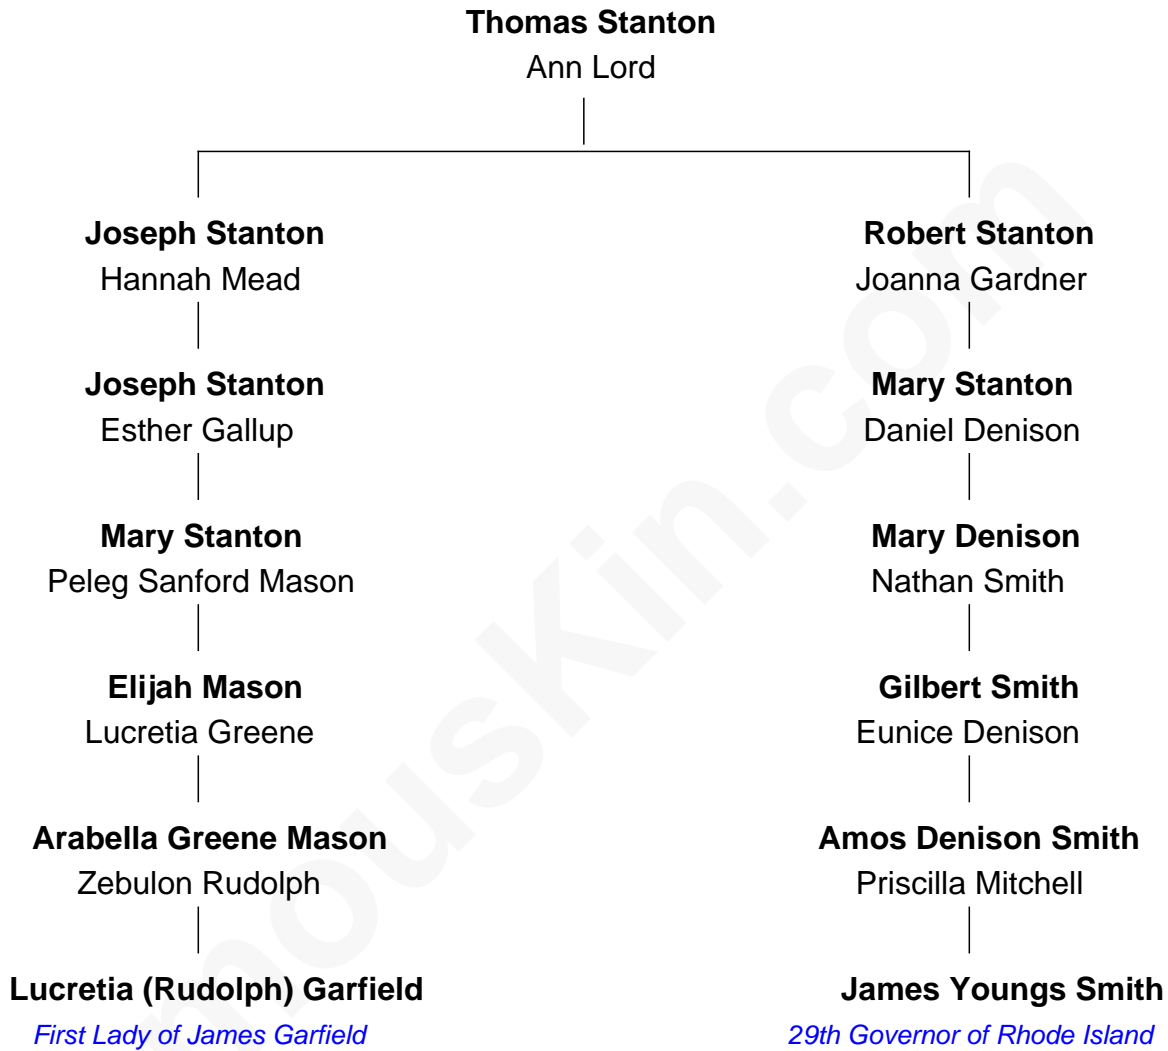 Thomas Stanton
Ann Lord
Joseph Stanton
Hannah Mead
Joseph Stanton
Esther Gallup
Mary Stanton
Peleg Sanford Mason
Elijah Mason
Lucretia Greene
Arabella Greene Mason
Zebulon Rudolph
Lucretia (Rudolph) Garfield
First Lady of James Garfield
Robert Stanton
Joanna Gardner
Mary Stanton
Daniel Denison
Mary Denison
Nathan Smith
Gilbert Smith
Eunice Denison
Amos Denison Smith
Priscilla Mitchell
James Youngs Smith
29th Governor of Rhode Island
mousKin.com